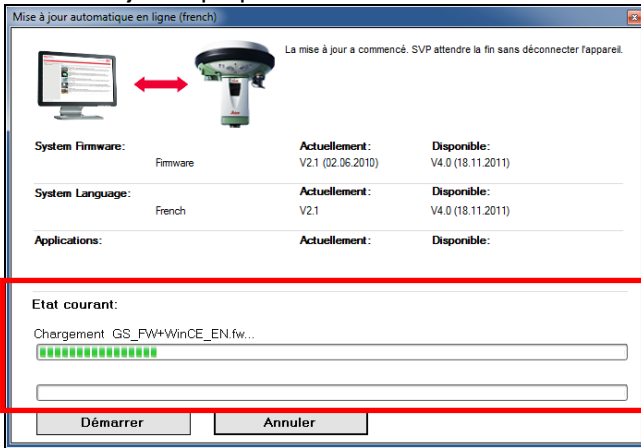 Mise à jour automatique en ligne (french)
La mise à jour a commencé. SVP attendre la fin sans déconnecter l'appareil.
System Firmware: Actuellement: Disponible:
Firmware V2.1 (02.06.2010) V4.0 (18.11.2011)
System Language: Actuellement: Disponible:
French V2.1 V4.0 (18.11.2011)
Applications: Actuellement: Disponible:
Etat courant:
Chargement GS_FW+WinCE_EN.fw...
Démarrer Annuler